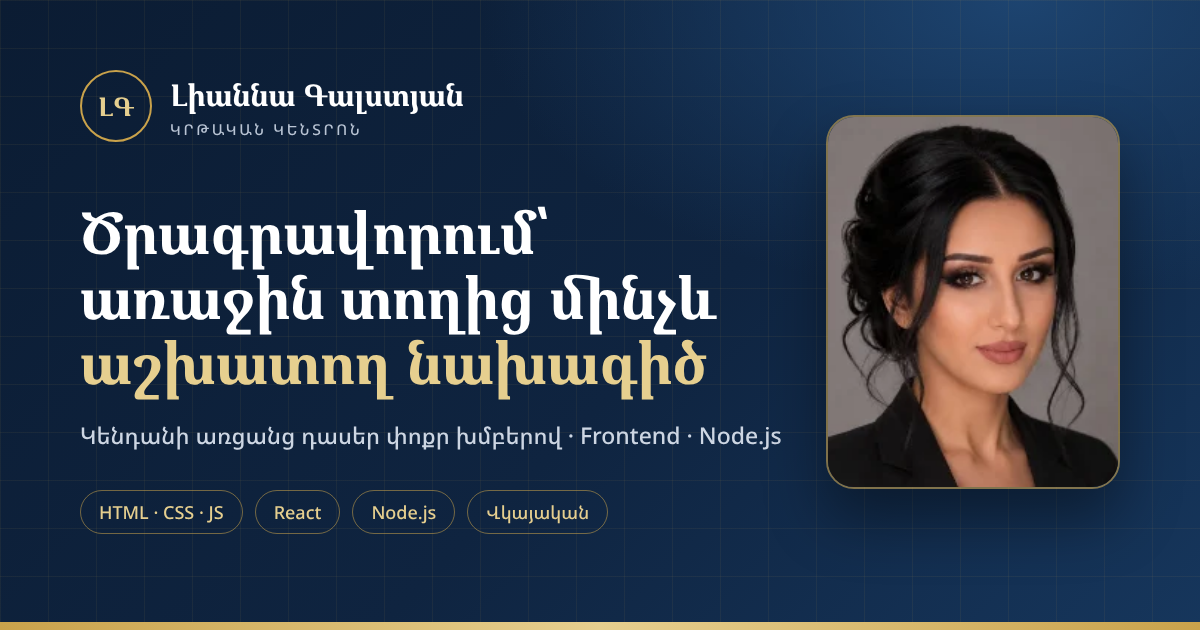 ԼԳ
Լիաննա Գալստյան
ԿՐԹԱԿԱՆ ԿԵՆՏՐՈՆ
Ծրագրավորում՝
առաջին տողից մինչև
աշխատող նախագիծ
Կենդանի առցանց դասեր փոքր խմբերով · Frontend · Node.js
HTML · CSS · JS
React
Node.js
Վկայական